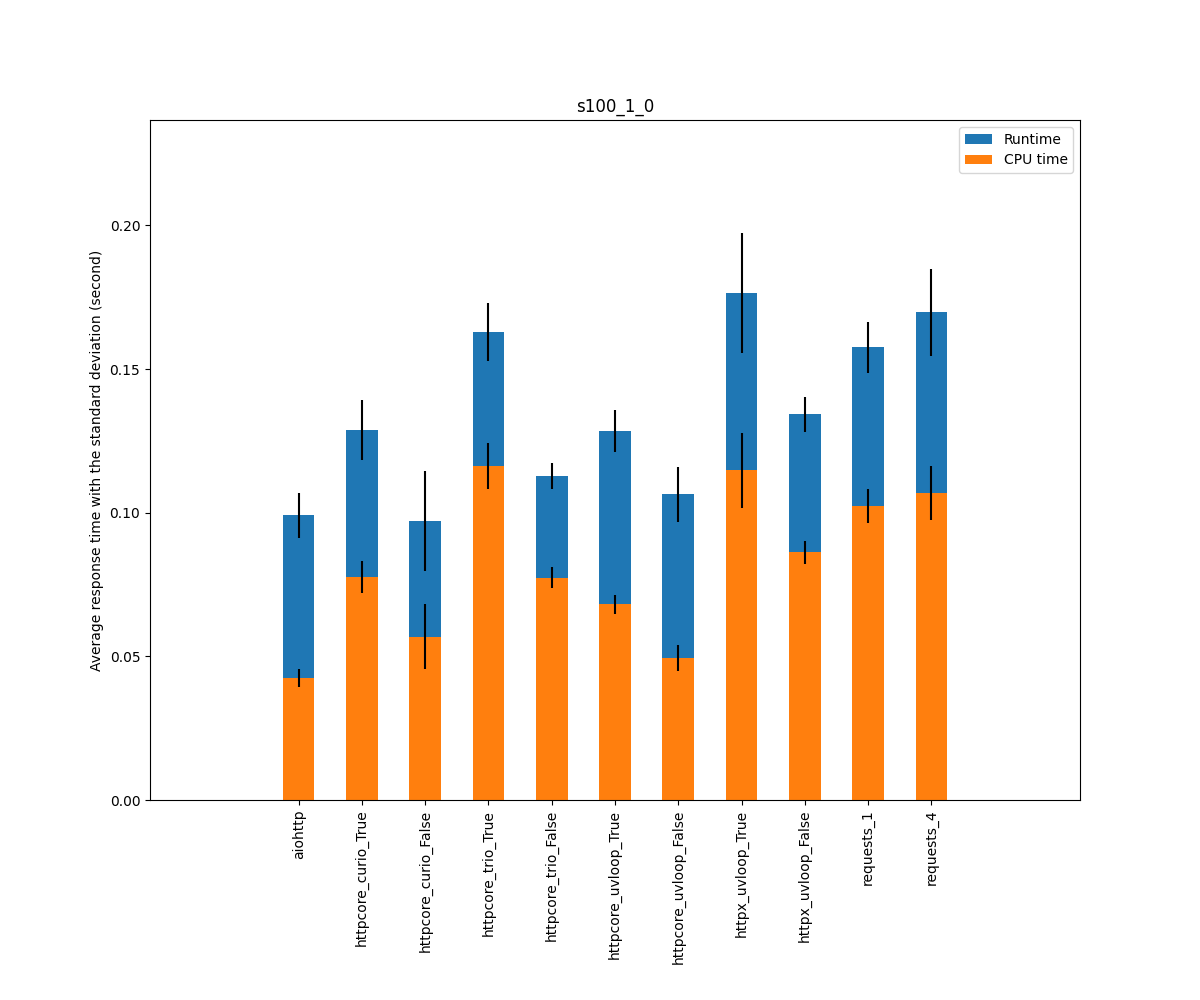 s100_1_0
Runtime
CPU time
Average response time with the standard deviation (second)
0.20
0.15
0.10
0.05
0.00
aiohttp
httpcore_curio_True
httpcore_curio_False
httpcore_trio_True
httpcore_trio_False
httpcore_uvloop_True
httpcore_uvloop_False
httpx_uvloop_True
httpx_uvloop_False
requests_1
requests_4